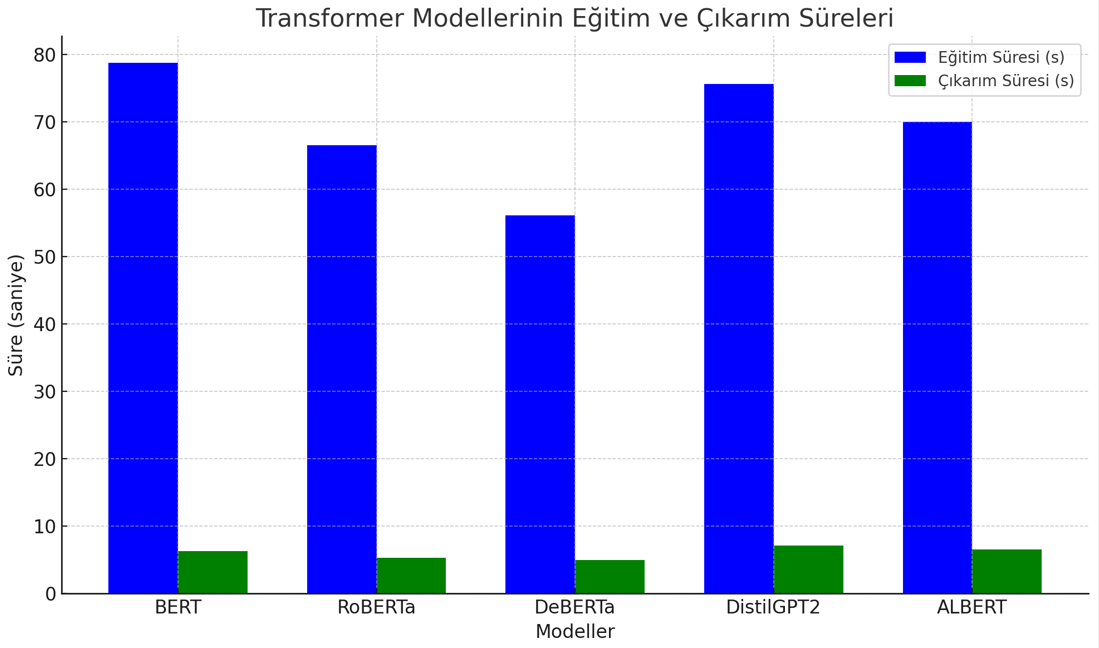 Transformer Modellerinin Eğitim ve Çıkarım Süreleri
Eğitim Süresi (s)
Çıkarım Süresi (s)
Süre (saniye)
80
70
60
50
40
30
20
10
0
BERT
RoBERTa
DeBERTa
DistilGPT2
ALBERT
Modeller